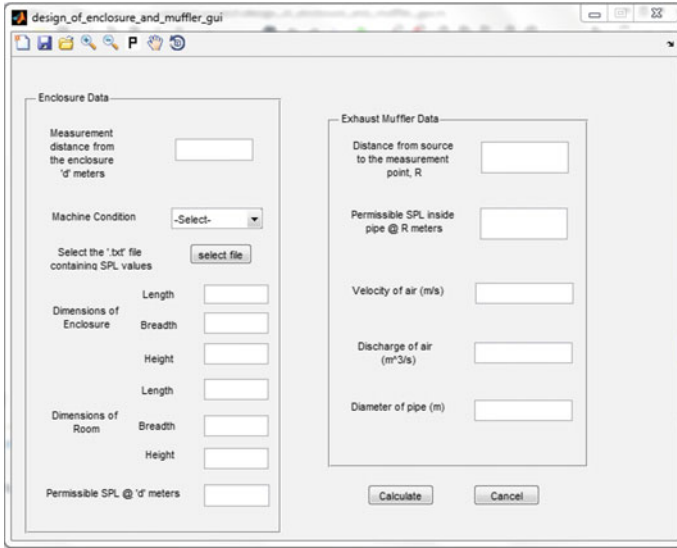 design_of_enclosure_and_muffler_gui
P
Enclosure Data
Measurement
distance from
the enclosure
'd' meters
Machine Condition
-Select-
Select the '.txt' file
containing SPL values
select file
Dimensions of
Enclosure
Length
Breadth
Height
Dimensions of
Room
Length
Breadth
Height
Permissible SPL @ 'd' meters
Exhaust Muffler Data
Distance from source
to the measurement
point, R
Permissible SPL inside
pipe @ R meters
Velocity of air (m/s)
Discharge of air
(m^3/s)
Diameter of pipe (m)
Calculate
Cancel